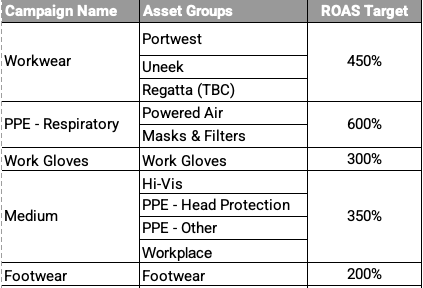 Campaign Name Asset Groups ROAS Target
Workwear Portwest 450%
Uneek
Regatta (TBC)
PPE - Respiratory Powered Air 600%
Masks & Filters
Work Gloves Work Gloves 300%
Medium Hi-Vis 350%
PPE - Head Protection
PPE - Other
Workplace
Footwear Footwear 200%